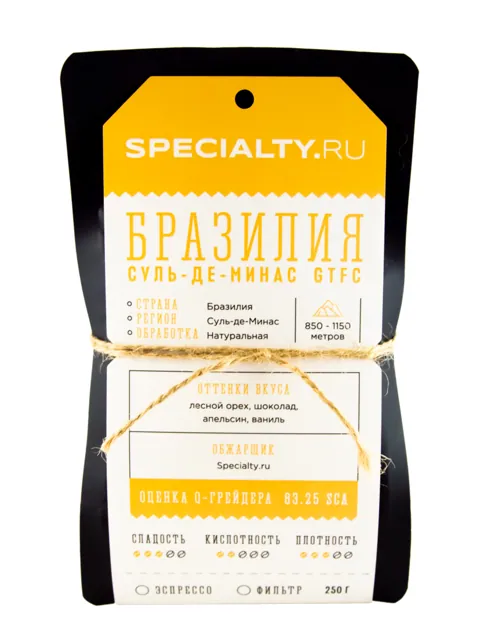 SPECIALTY.RU
БРАЗИЛИЯ
СУЛЬ-ДЕ-МИНАС GTFC
СТРАНА Бразилия
РЕГИОН Суль-де-Минас
ОБРАБОТКА Натуральная
850 - 1150
метров
ОТТЕНКИ ВКУСА
лесной орех, шоколад,
апельсин, ваниль
ОБЖАРЩИК
Specialty.ru
ОЦЕНКА Q-ГРЕЙДЕРА 83.25 SCA
СЛАДОСТЬ КИСЛОТНОСТЬ ПЛОТНОСТЬ
ЭСПРЕССО ФИЛЬТР 250 Г